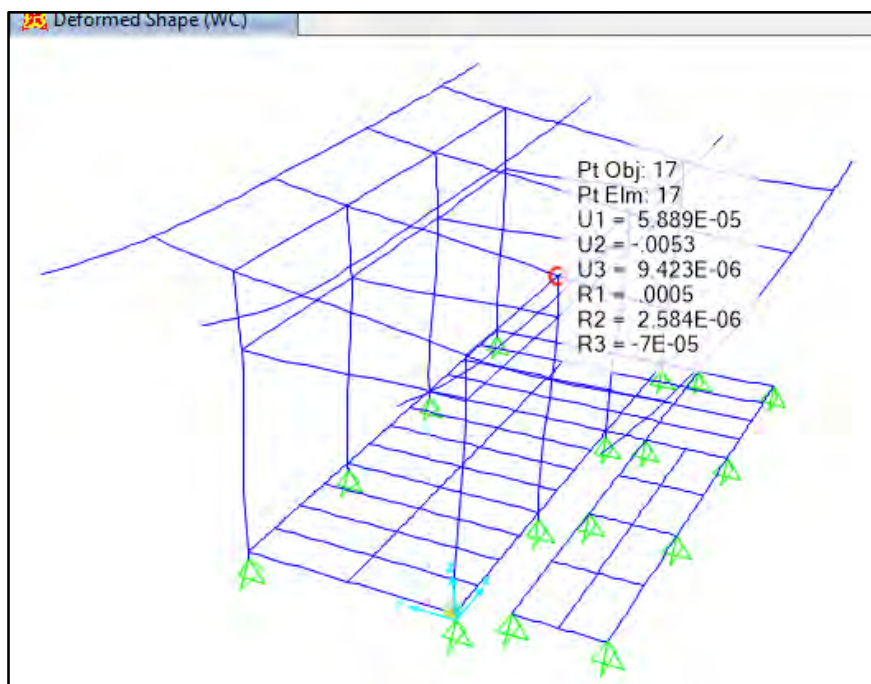 Deformed Shape (WC)
Pt Obj: 17
Pt Elm: 17
U1 = 5.889E-05
U2 = -.0053
U3 = 9.423E-06
R1 = .0005
R2 = 2.584E-06
R3 = -7E-05